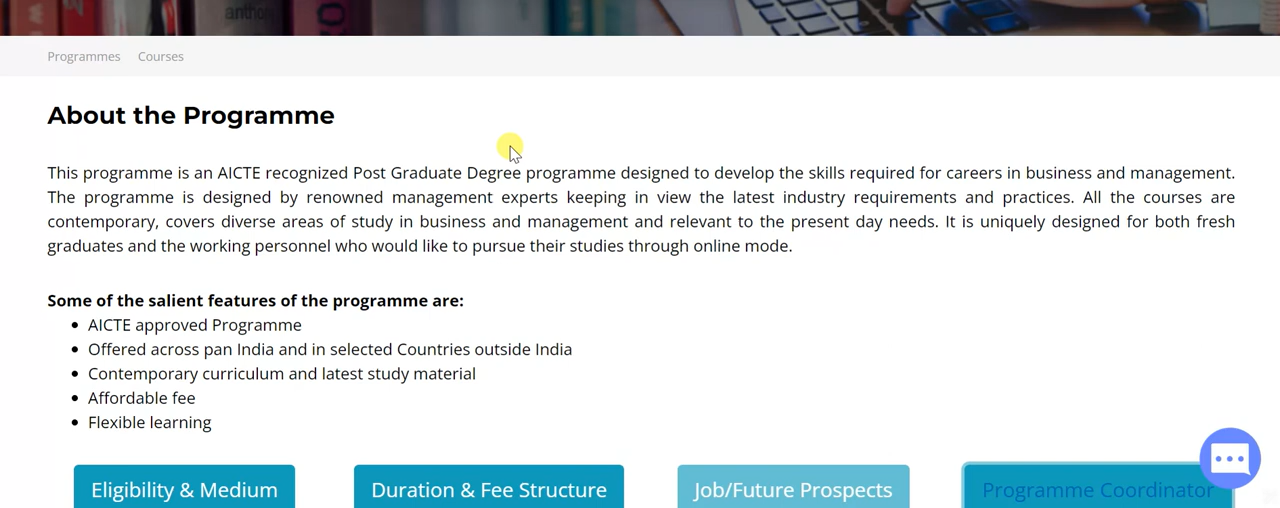 anthro
Programmes Courses
About the Programme
This programme is an AICTE recognized Post Graduate Degree programme designed to develop the skills required for careers in business and management.
The programme is designed by renowned management experts keeping in view the latest industry requirements and practices. All the courses are
contemporary, covers diverse areas of study in business and management and relevant to the present day needs. It is uniquely designed for both fresh
graduates and the working personnel who would like to pursue their studies through online mode.
Some of the salient features of the programme are:
AICTE approved Programme
Offered across pan India and in selected Countries outside India
Contemporary curriculum and latest study material
Affordable fee
Flexible learning
Eligibility & Medium Duration & Fee Structure Job/Future Prospects Programme Coordinator